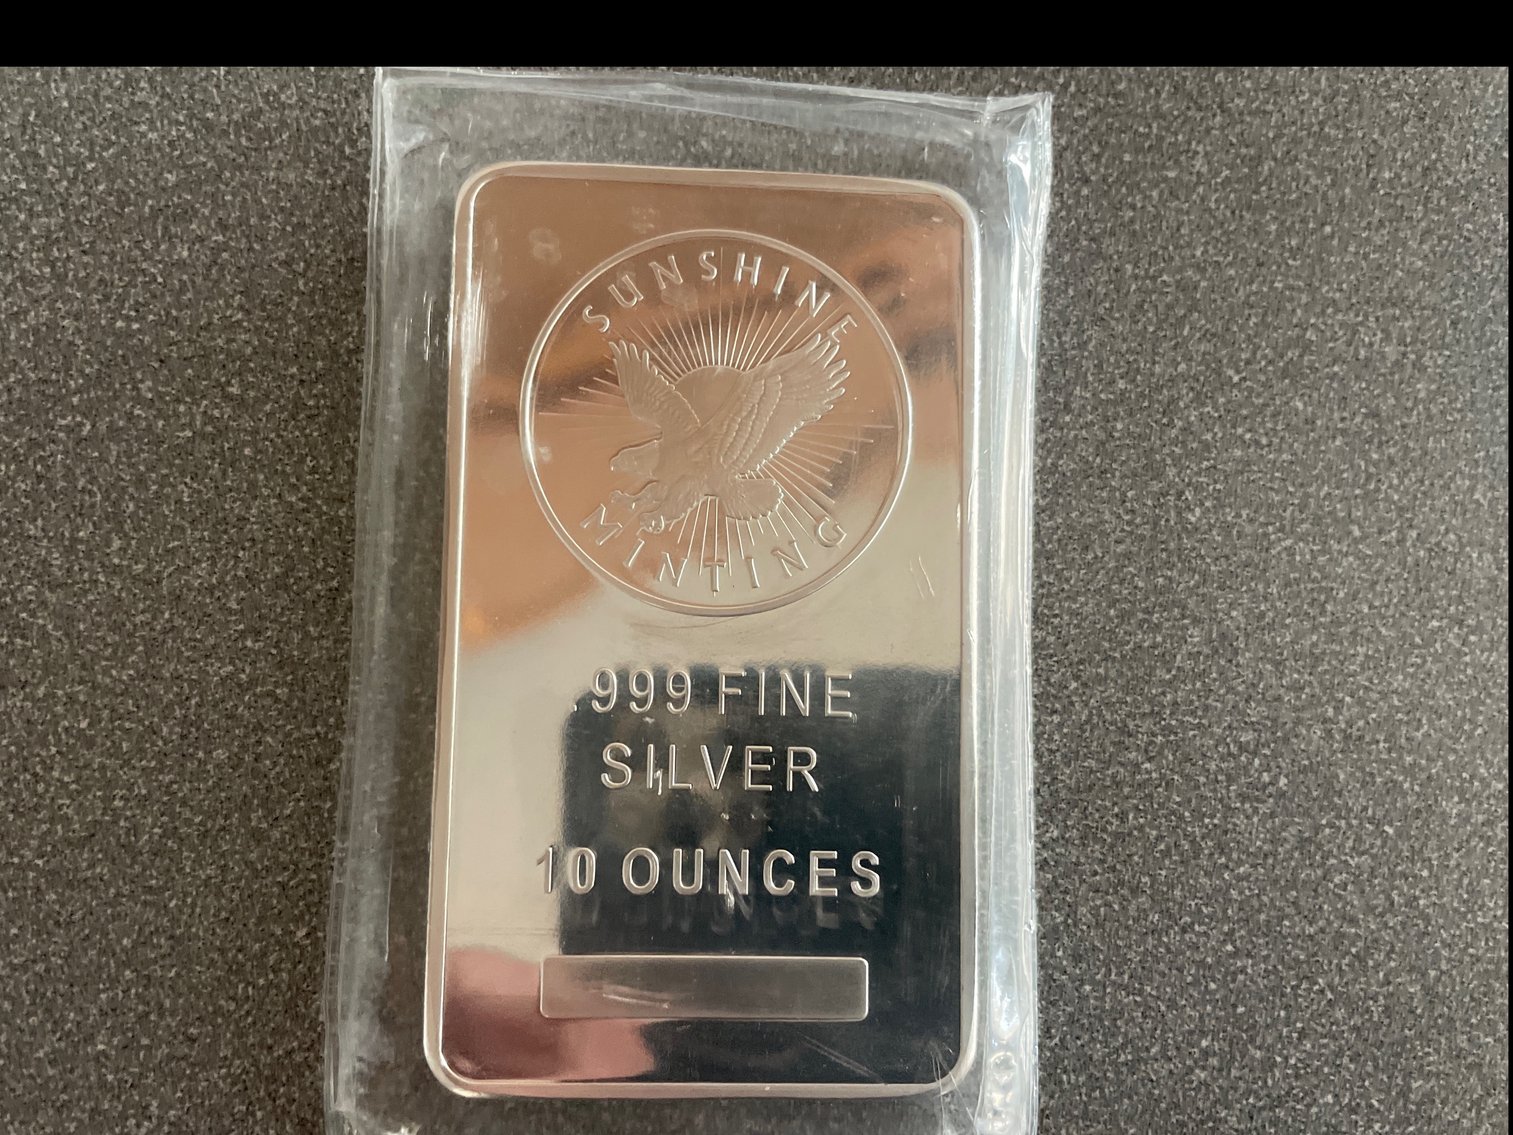 SUNSHINE
MINTING
.999 FINE
SILVER
10 OUNCES